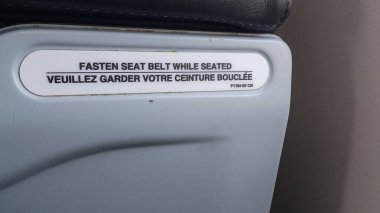 FASTEN SEAT BELT WHILE SEATED
VEUILLEZ GARDER VOTRE CEINTURE BOUCLÉE